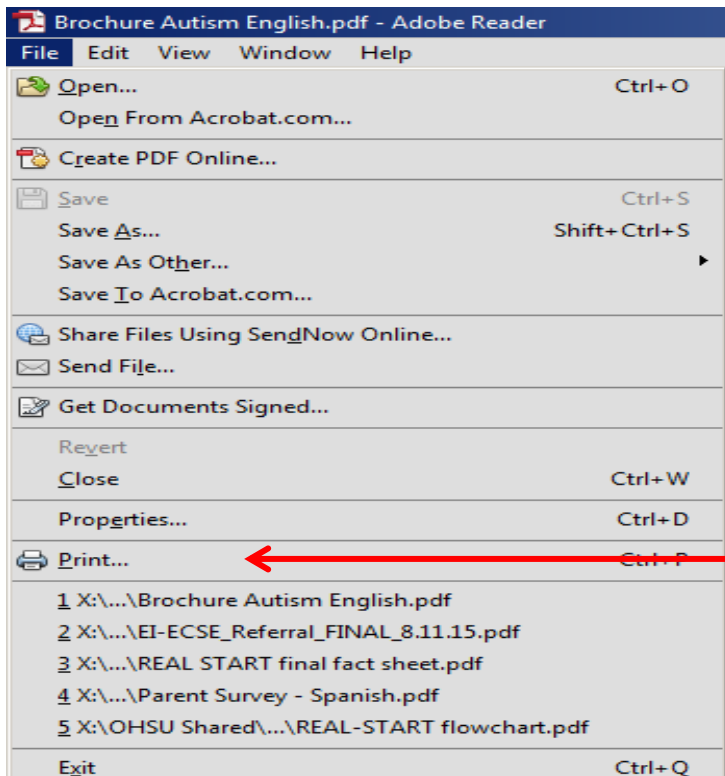 Brochure Autism English.pdf - Adobe Reader
File Edit View Window Help
Open... Ctrl+O
Open From Acrobat.com...
Create PDF Online...
Save Ctrl+S
Save As... Shift+Ctrl+S
Save As Other...
Save To Acrobat.com...
Share Files Using SendNow Online...
Send File...
Get Documents Signed...
Revert
Close Ctrl+W
Properties... Ctrl+D
Print... Ctrl+P
1 X:\...\Brochure Autism English.pdf
2 X:\...\EI-ECSE_Referral_FINAL_8.11.15.pdf
3 X:\...\REAL START final fact sheet.pdf
4 X:\...\Parent Survey - Spanish.pdf
5 X:\OHSU Shared\...\REAL-START flowchart.pdf
Exit Ctrl+Q